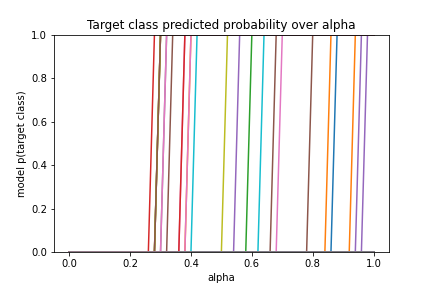 Target class predicted probability over alpha
1.0
0.8
0.6
0.4
0.2
0.0
model p(target class)
0.0 0.2 0.4 0.6 0.8 1.0
alpha